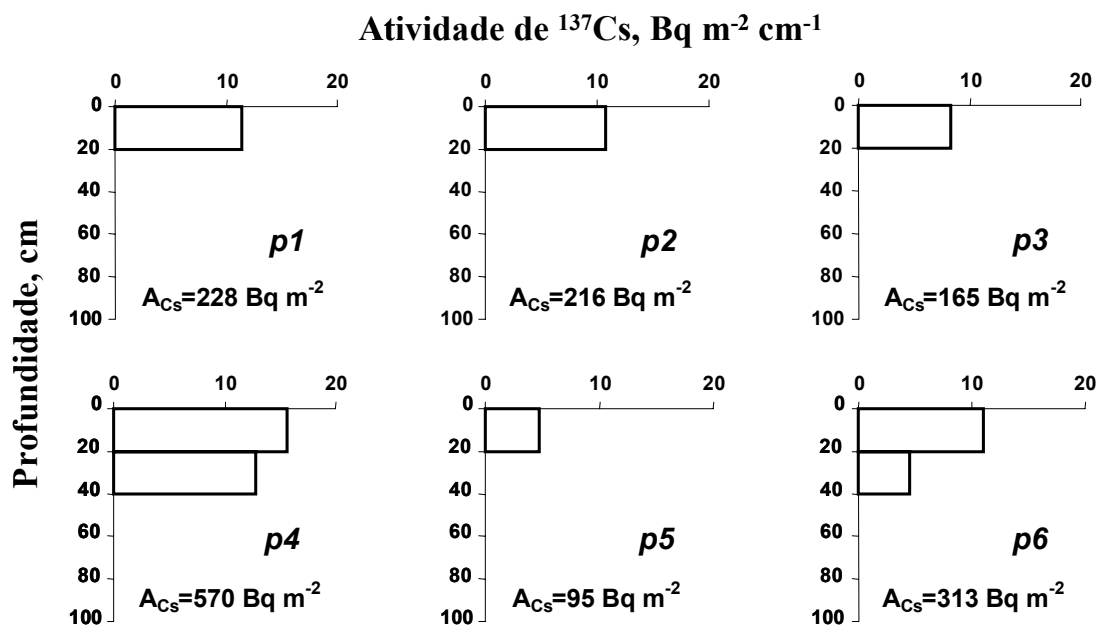 Atividade de ¹³⁷Cs, Bq m⁻² cm⁻¹
Profundidade, cm
0 10 20
0
20
40
60
80
100
p1
A_Cs=228 Bq m⁻²
0 10 20
0
20
40
60
80
100
p2
A_Cs=216 Bq m⁻²
0 10 20
0
20
40
60
80
100
p3
A_Cs=165 Bq m⁻²
0 10 20
0
20
40
60
80
100
p4
A_Cs=570 Bq m⁻²
0 10 20
0
20
40
60
80
100
p5
A_Cs=95 Bq m⁻²
0 10 20
0
20
40
60
80
100
p6
A_Cs=313 Bq m⁻²